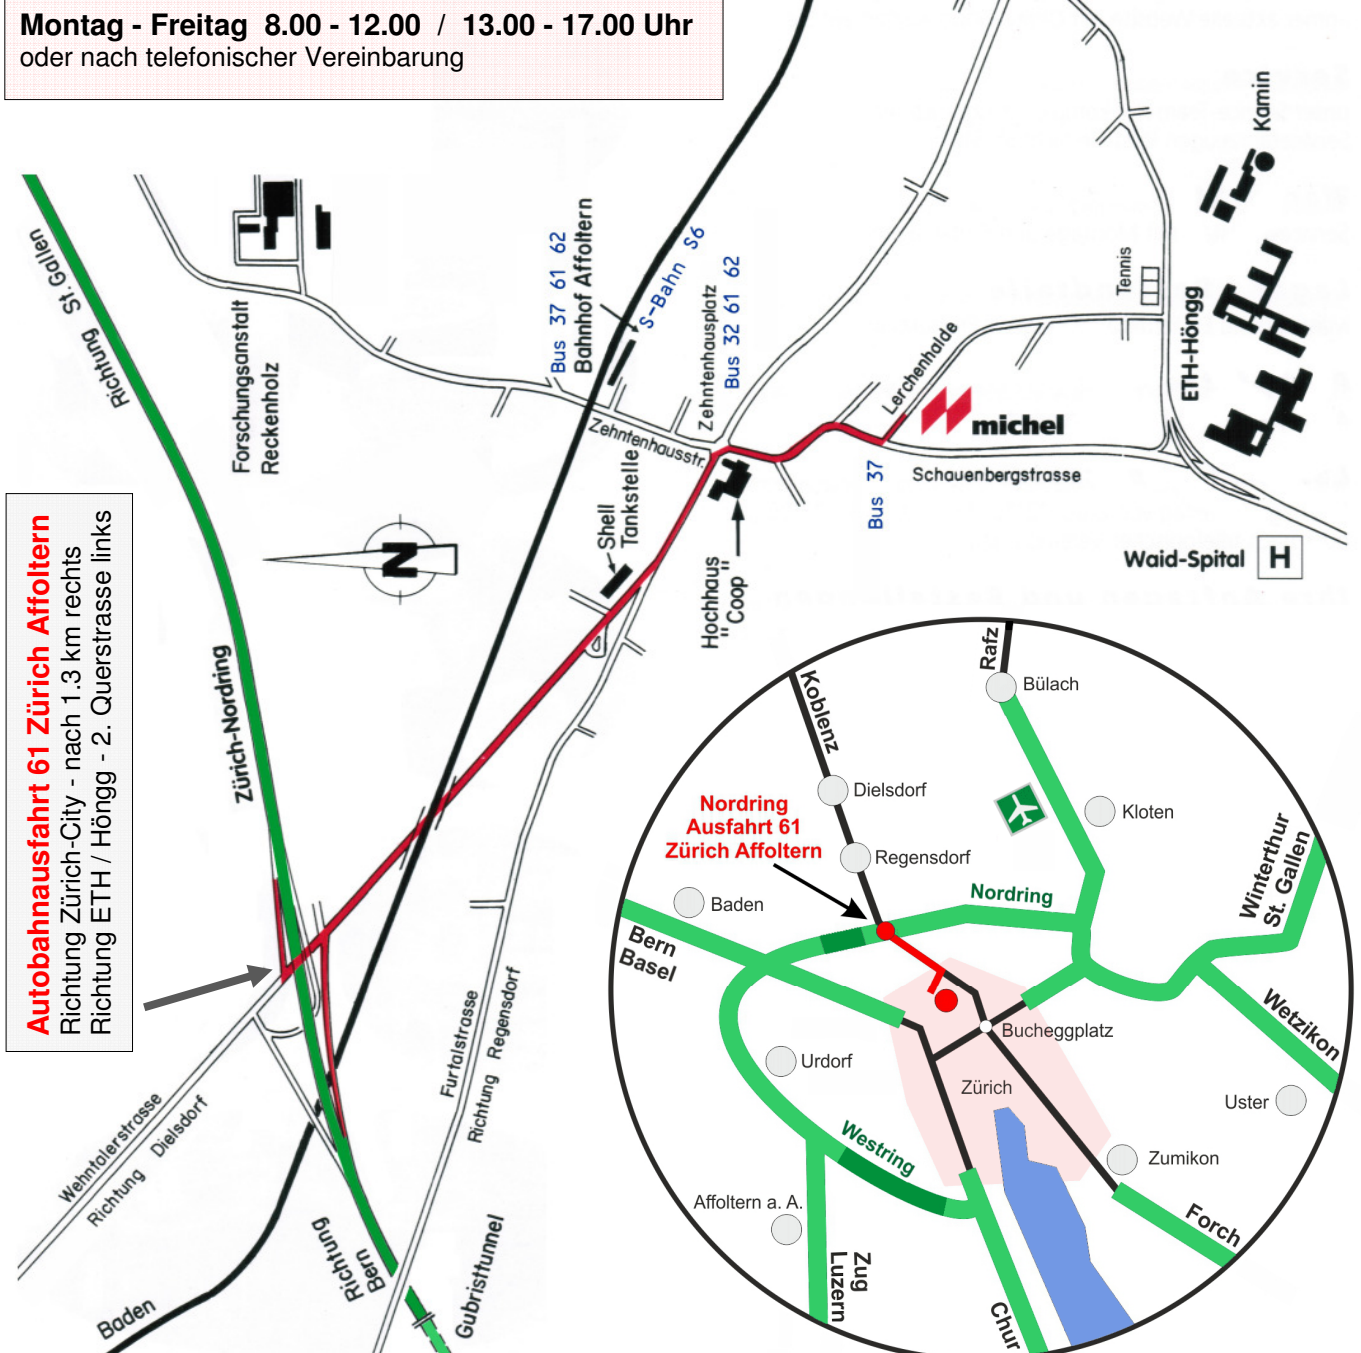 Montag - Freitag 8.00 - 12.00 / 13.00 - 17.00 Uhr
oder nach telefonischer Vereinbarung
Kamin
Richtung St. Gallen
Forschungsanstalt
Reckenholz
Bus 37 61 62
Bahnhof Affoltern
S-Bahn S6
Zehntenhausplatz
Bus 32 61 62
Tennis
ETH-Höngg
Lerchenhalde
michel
Zehntenhausstr.
Schauenbergstrasse
Bus 37
Shell
Tankstelle
Hochhaus
"Coop"
Waid-Spital H
N
Autobahnausfahrt 61 Zürich Affoltern
Richtung Zürich-City - nach 1.3 km rechts
Richtung ETH / Höngg - 2. Querstrasse links
Zürich-Nordring
Furtalstrasse
Richtung Regensdorf
Wehntalerstrasse
Richtung Dielsdorf
Richtung
Bern
Gubristtunnel
Baden
Rafz
Bülach
Koblenz
Dielsdorf
Kloten
Nordring
Ausfahrt 61
Zürich Affoltern
Regensdorf
Winterthur
St. Gallen
Baden
Nordring
Bern
Basel
Wetzikon
Bucheggplatz
Urdorf
Zürich
Uster
Westring
Zumikon
Affoltern a. A.
Forch
Zug
Luzern
Chur